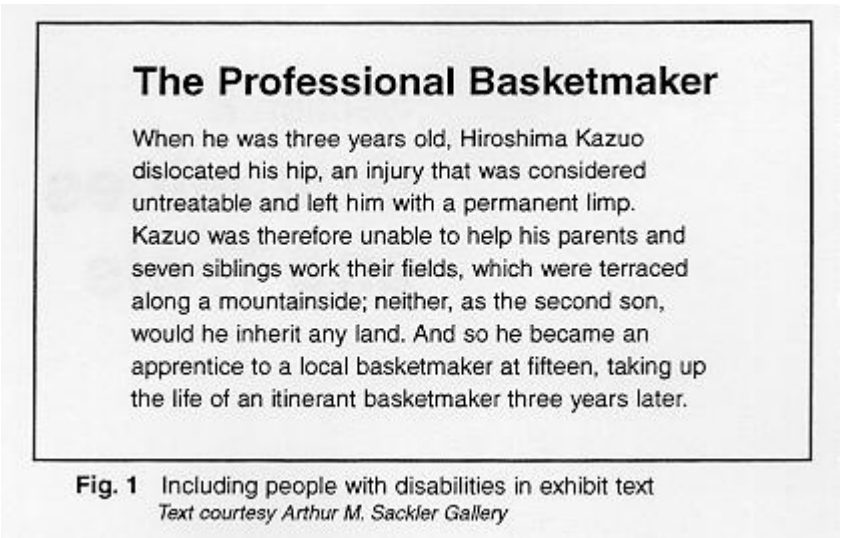 The Professional Basketmaker
When he was three years old, Hiroshima Kazuo
dislocated his hip, an injury that was considered
untreatable and left him with a permanent limp.
Kazuo was therefore unable to help his parents and
seven siblings work their fields, which were terraced
along a mountainside; neither, as the second son,
would he inherit any land. And so he became an
apprentice to a local basketmaker at fifteen, taking up
the life of an itinerant basketmaker three years later.
Fig. 1 Including people with disabilities in exhibit text
Text courtesy Arthur M. Sackler Gallery